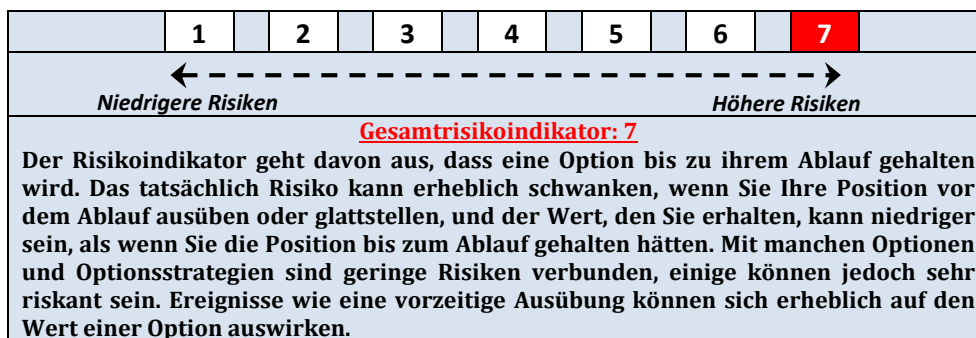 1 2 3 4 5 6 7
Niedrigere Risiken Höhere Risiken
Gesamtrisikoindikator: 7
Der Risikoindikator geht davon aus, dass eine Option bis zu ihrem Ablauf gehalten
wird. Das tatsächlich Risiko kann erheblich schwanken, wenn Sie Ihre Position vor
dem Ablauf ausüben oder glattstellen, und der Wert, den Sie erhalten, kann niedriger
sein, als wenn Sie die Position bis zum Ablauf gehalten hätten. Mit manchen Optionen
und Optionsstrategien sind geringe Risiken verbunden, einige können jedoch sehr
riskant sein. Ereignisse wie eine vorzeitige Ausübung können sich erheblich auf den
Wert einer Option auswirken.